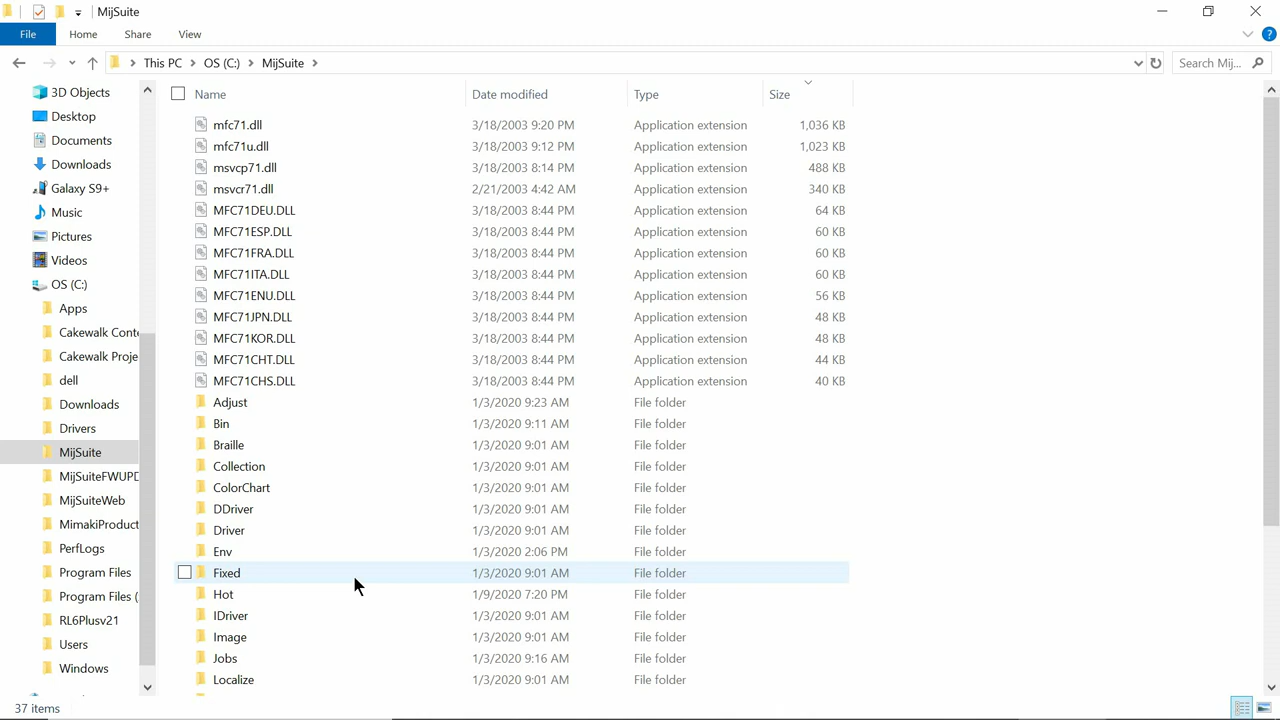 MijSuite
File Home Share View
This PC OS (C:) MijSuite Search Mij...
Name Date modified Type Size
3D Objects
Desktop
Documents
Downloads
Galaxy S9+
Music
Pictures
Videos
OS (C:)
Apps
Cakewalk Conte
Cakewalk Proje
dell
Downloads
Drivers
MijSuite
MijSuiteFWUPD
MijSuiteWeb
MimakiProduct
PerfLogs
Program Files
Program Files (
RL6Plusv21
Users
Windows
mfc71.dll 3/18/2003 9:20 PM Application extension 1,036 KB
mfc71u.dll 3/18/2003 9:12 PM Application extension 1,023 KB
msvcp71.dll 3/18/2003 8:14 PM Application extension 488 KB
msvcr71.dll 2/21/2003 4:42 AM Application extension 340 KB
MFC71DEU.DLL 3/18/2003 8:44 PM Application extension 64 KB
MFC71ESP.DLL 3/18/2003 8:44 PM Application extension 60 KB
MFC71FRA.DLL 3/18/2003 8:44 PM Application extension 60 KB
MFC71ITA.DLL 3/18/2003 8:44 PM Application extension 60 KB
MFC71ENU.DLL 3/18/2003 8:44 PM Application extension 56 KB
MFC71JPN.DLL 3/18/2003 8:44 PM Application extension 48 KB
MFC71KOR.DLL 3/18/2003 8:44 PM Application extension 48 KB
MFC71CHT.DLL 3/18/2003 8:44 PM Application extension 44 KB
MFC71CHS.DLL 3/18/2003 8:44 PM Application extension 40 KB
Adjust 1/3/2020 9:23 AM File folder
Bin 1/3/2020 9:11 AM File folder
Braille 1/3/2020 9:01 AM File folder
Collection 1/3/2020 9:01 AM File folder
ColorChart 1/3/2020 9:01 AM File folder
DDriver 1/3/2020 9:01 AM File folder
Driver 1/3/2020 9:01 AM File folder
Env 1/3/2020 2:06 PM File folder
Fixed 1/3/2020 9:01 AM File folder
Hot 1/9/2020 7:20 PM File folder
IDriver 1/3/2020 9:01 AM File folder
Image 1/3/2020 9:01 AM File folder
Jobs 1/3/2020 9:16 AM File folder
Localize 1/3/2020 9:01 AM File folder
37 items